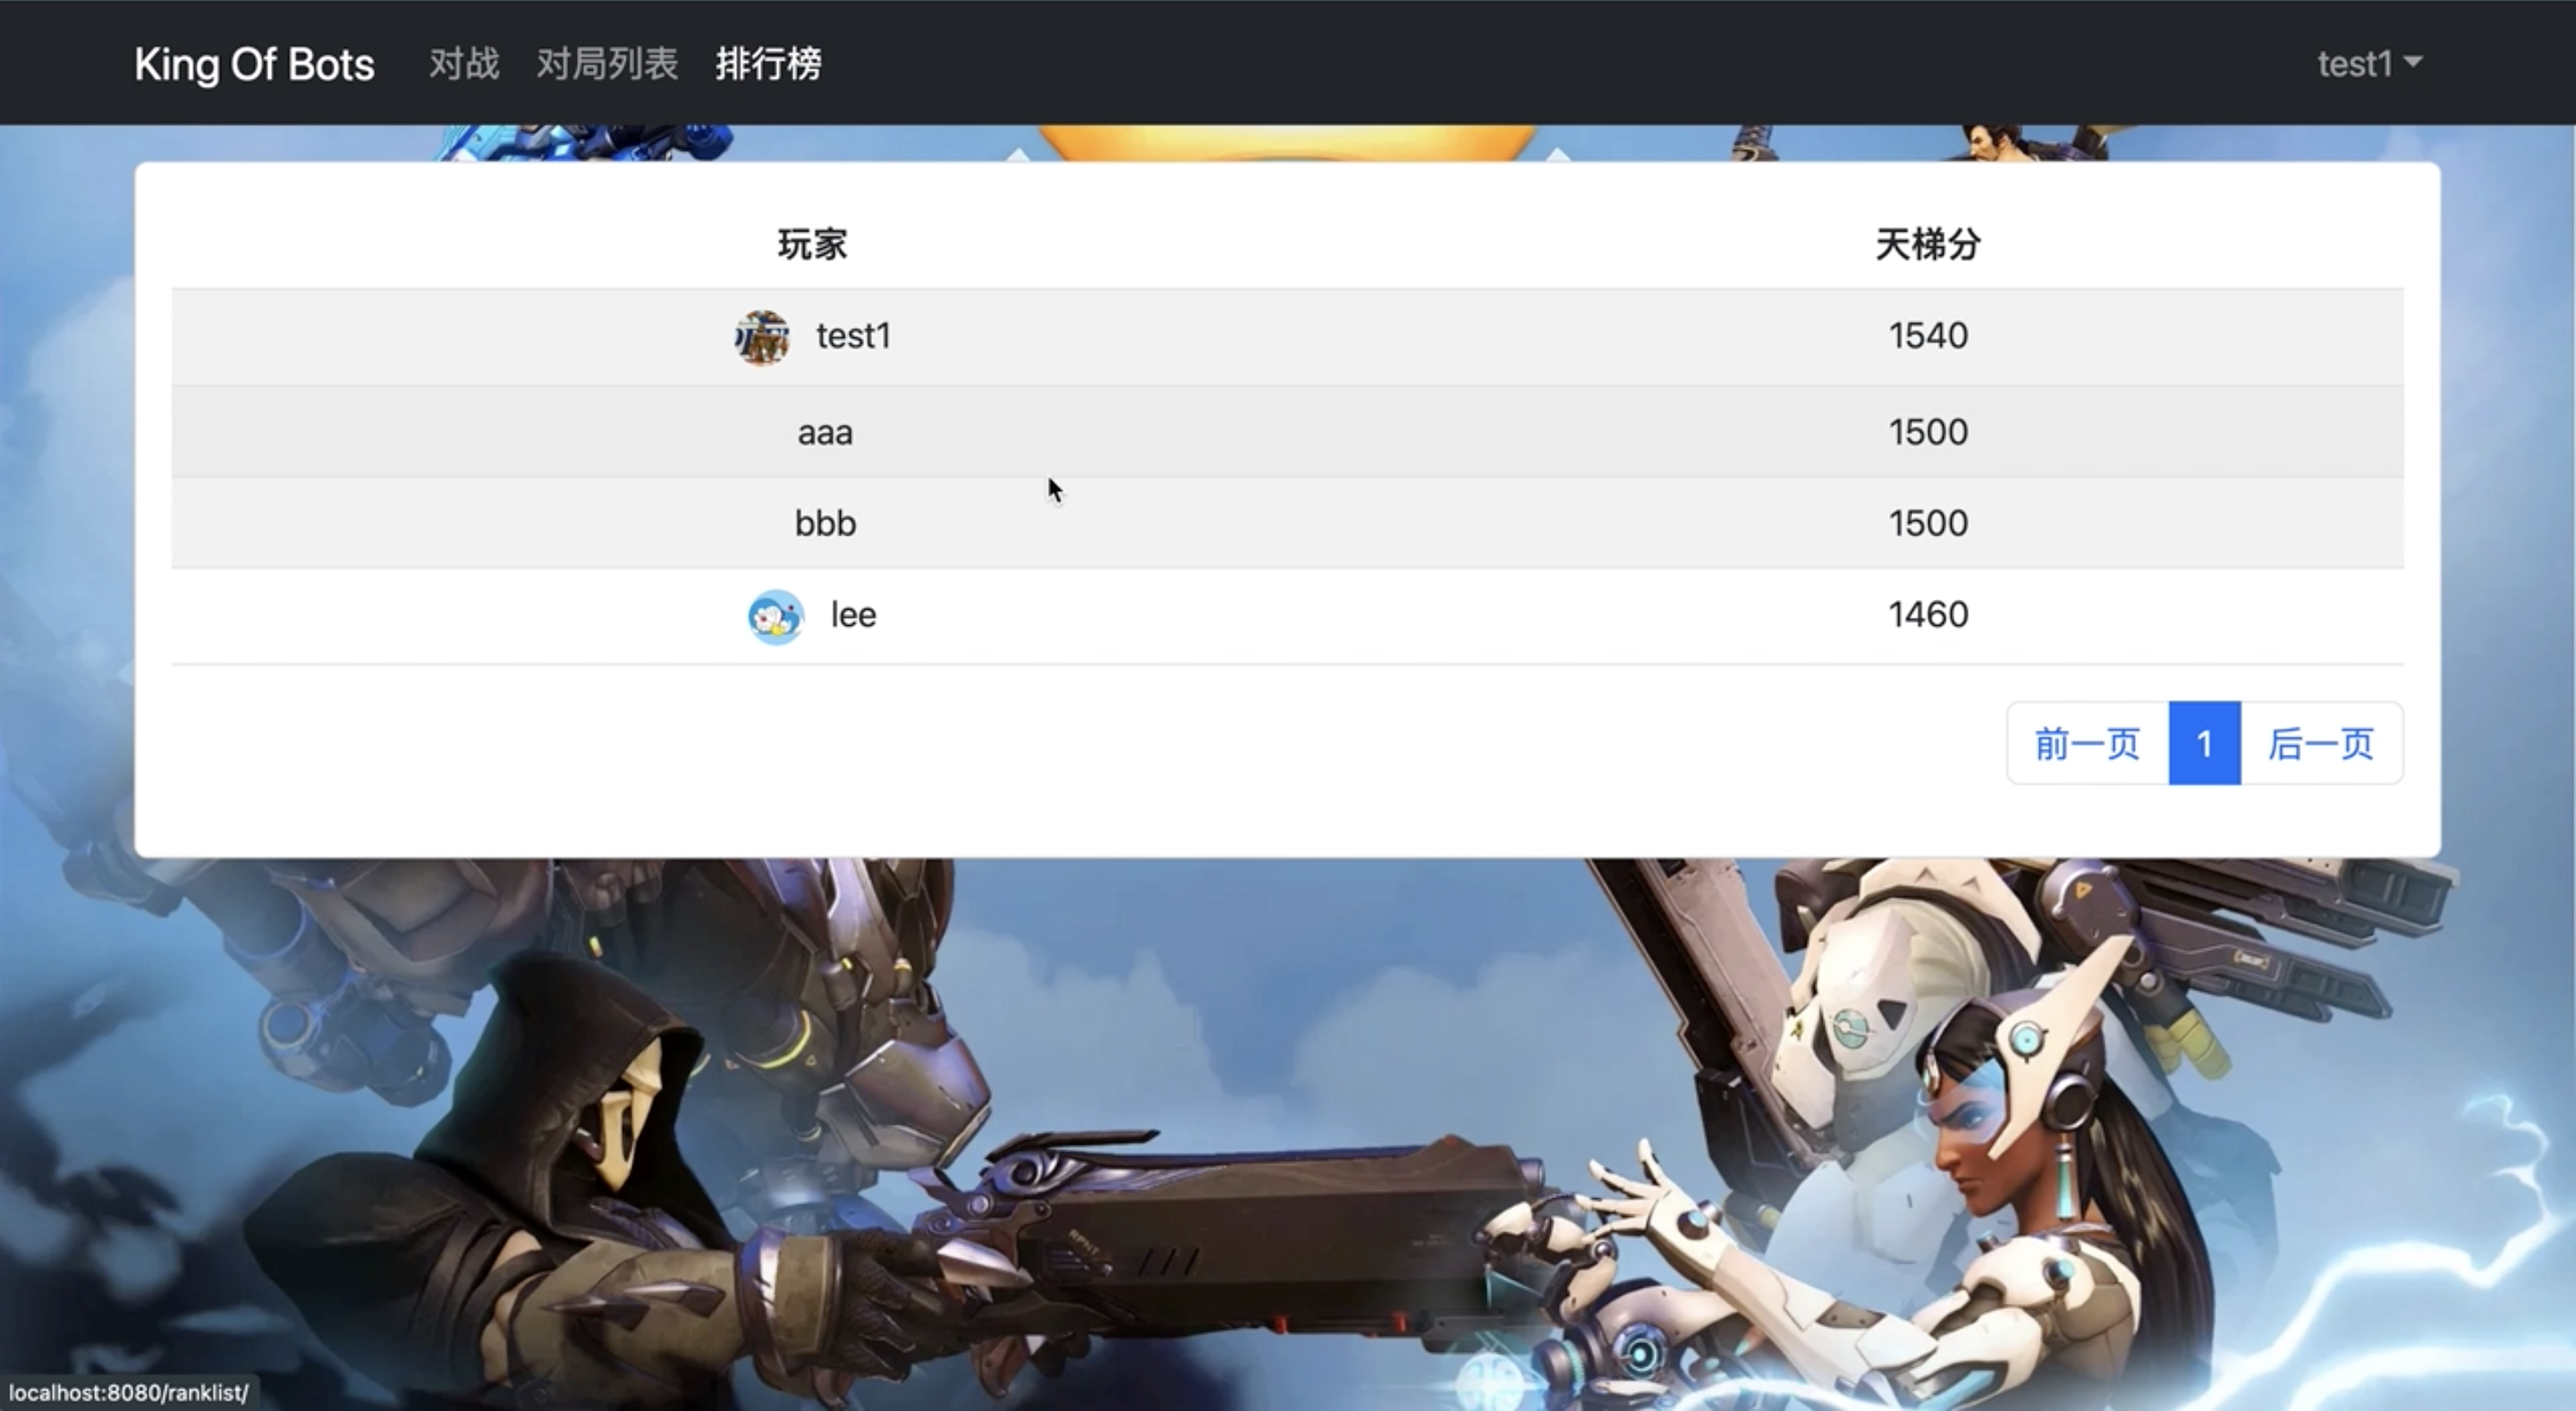 King Of Bots 对战 对局列表 排行榜 test1
玩家 天梯分
test1 1540
aaa 1500
bbb 1500
lee 1460
前一页 1 后一页
localhost:8080/ranklist/